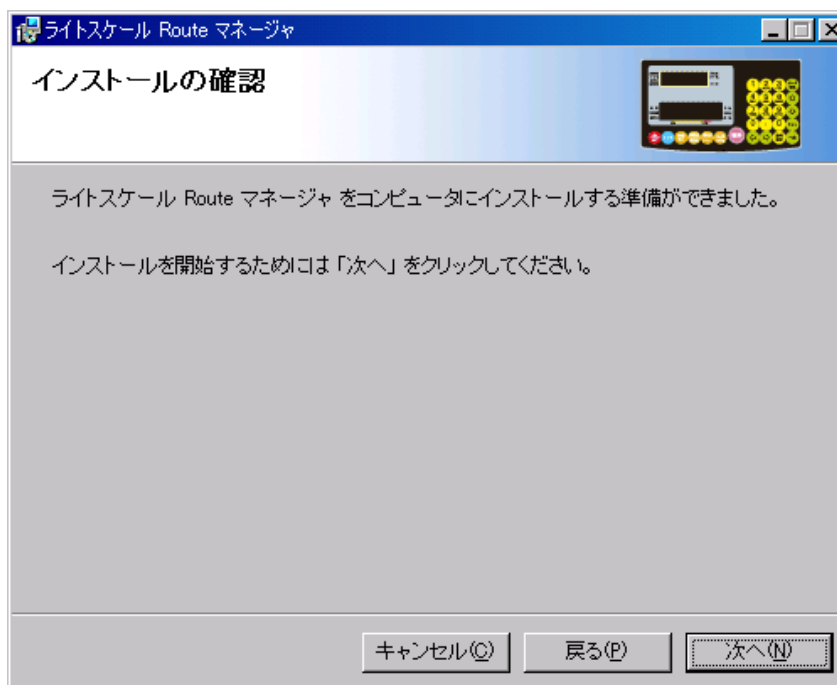 ライトスケール Route マネージャ
インストールの確認
ライトスケール Route マネージャ をコンピュータにインストールする準備ができました。
インストールを開始するためには「次へ」をクリックしてください。
キャンセル(C) 戻る(P) 次へ(N)